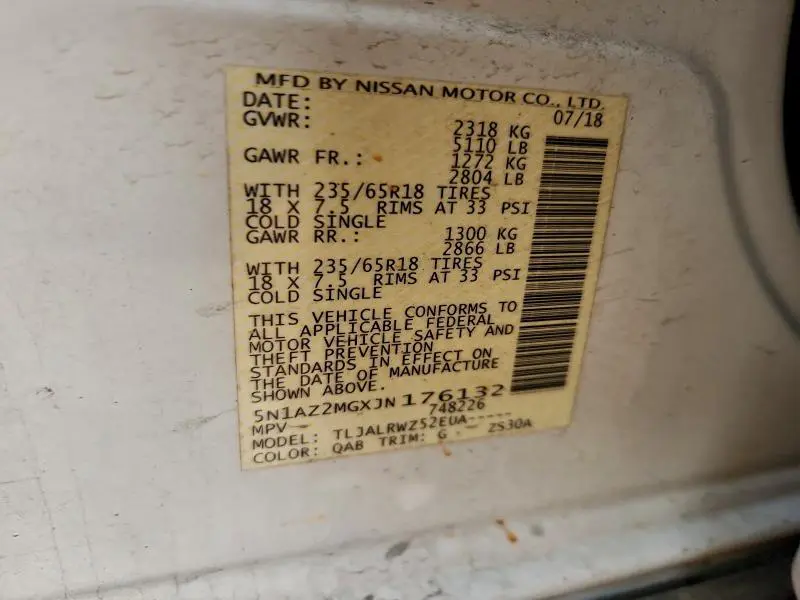 MFD BY NISSAN MOTOR CO., LTD.
DATE: 07/18
GVWR: 2318 KG
5110 LB
GAWR FR.: 1272 KG
2804 LB
WITH 235/65R18 TIRES
18 X 7.5 RIMS AT 33 PSI
COLD SINGLE
GAWR RR.: 1300 KG
2866 LB
WITH 235/65R18 TIRES
18 X 7.5 RIMS AT 33 PSI
COLD SINGLE
THIS VEHICLE CONFORMS TO
ALL APPLICABLE FEDERAL
MOTOR VEHICLE SAFETY AND
THEFT PREVENTION
STANDARDS IN EFFECT ON
THE DATE OF MANUFACTURE
SHOWN ABOVE.
5N1AZ2MGXJN176132
MPV 748226
MODEL: TLJALRWZ52EUA-----
COLOR: QAB TRIM: G - ZS30A